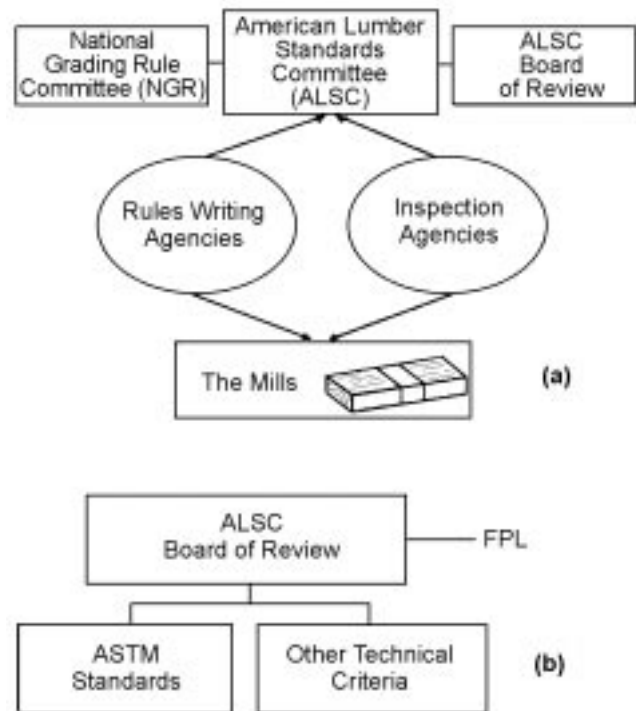 National
Grading Rule
Committee (NGR)
American Lumber
Standards
Committee
(ALSC)
ALSC
Board
of Review
Rules Writing
Agencies
Inspection
Agencies
The Mills
(a)
ALSC
Board of Review
FPL
ASTM
Standards
Other Technical
Criteria
(b)